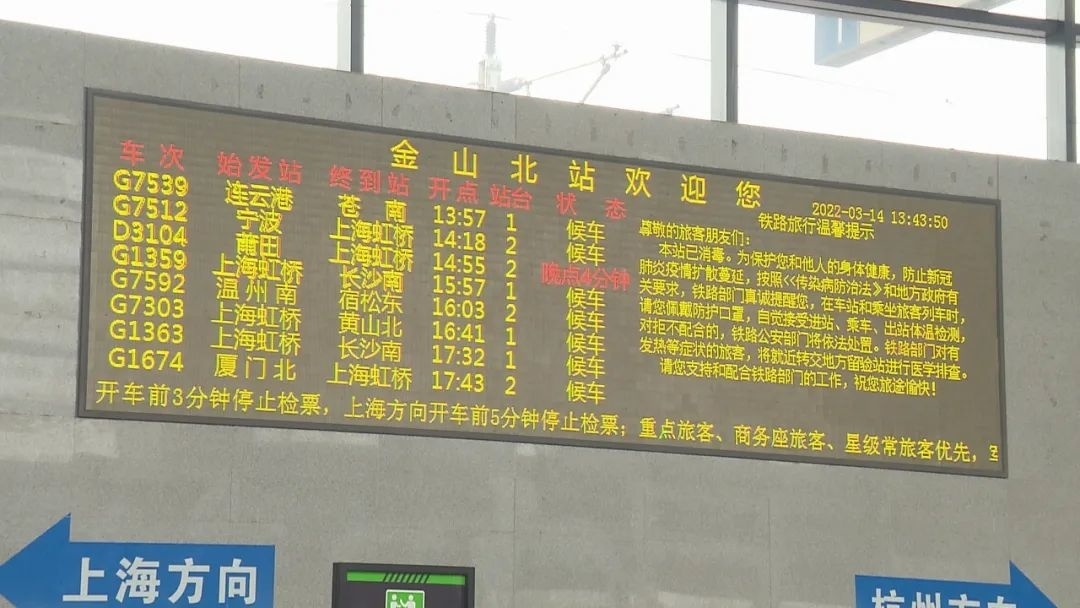 金山北站欢迎您
2022-03-14 13:43:50
车次 始发站 终到站 开点 站台 状态
G7539 连云港 苍南 13:57 1 候车
G7512 宁波 上海虹桥 14:18 2 候车
D3104 莆田 上海虹桥 14:55 2 晚点4分钟
G1359 上海虹桥 长沙南 15:57 1 候车
G7592 温州南 宿松东 16:03 2 候车
G7303 上海虹桥 黄山北 16:41 1 候车
G1363 上海虹桥 长沙南 17:32 1 候车
G1674 厦门北 上海虹桥 17:43 2 候车
铁路旅行温馨提示
尊敬的旅客朋友们：
本站已消毒。为保护您和他人的身体健康，防止新冠
肺炎疫情扩散蔓延，按照<<传染病防治法》和地方政府有
关要求，铁路部门真诚提醒您，在车站和乘坐旅客列车时，
请您佩戴防护口罩，自觉接受进站、乘车、出站体温检测，
对拒不配合的，铁路公安部门将依法处置。铁路部门对有
发热等症状的旅客，将就近转交地方留验站进行医学排查。
请您支持和配合铁路部门的工作，祝您旅途愉快！
开车前3分钟停止检票，上海方向开车前5分钟停止检票；重点旅客、商务座旅客、星级常旅客优先，
上海方向
杭州方向